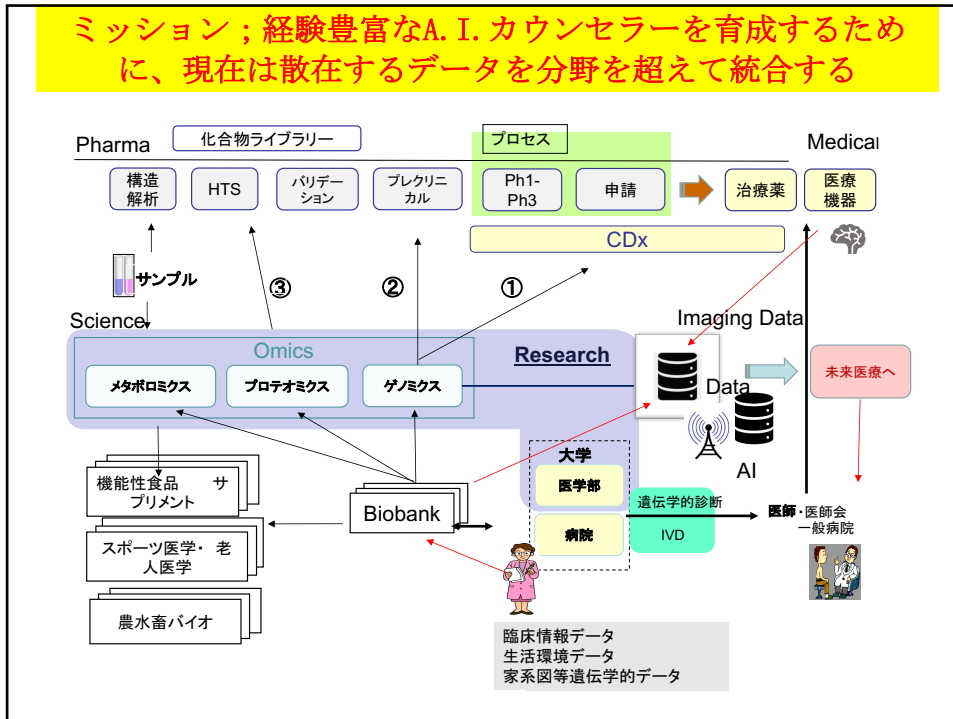 ミッション；経験豊富なA.I.カウンセラーを育成するため
に、現在は散在するデータを分野を超えて統合する
Pharma
化合物ライブラリー
プロセス
Medical
構造
解析
HTS
バリデー
ション
プレクリニ
カル
Ph1-
Ph3
申請
治療薬
医療
機器
CDx
サンプル
③
②
①
Science
Imaging Data
Omics
Research
メタボロミクス
プロテオミクス
ゲノミクス
Data
未来医療へ
AI
大学
医学部
病院
遺伝学的診断
IVD
医師・医師会
一般病院
機能性食品 サ
プリメント
Biobank
スポーツ医学・ 老
人医学
農水畜バイオ
臨床情報データ
生活環境データ
家系図等遺伝学的データ